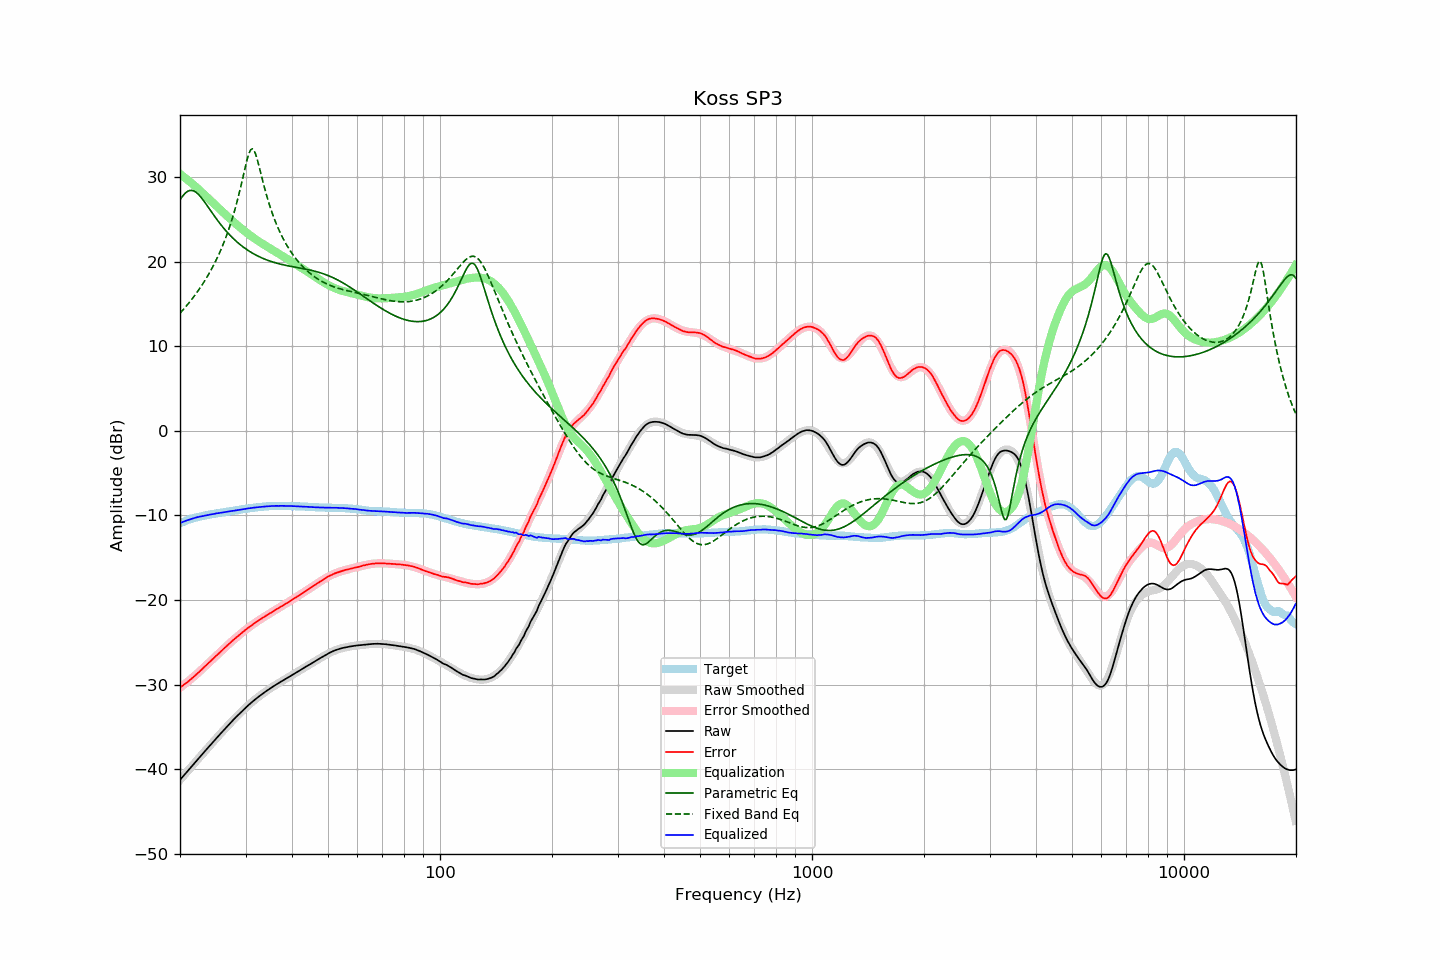 Koss SP3
Amplitude (dBr)
30
20
10
0
−10
−20
−30
−40
−50
Target
Raw Smoothed
Error Smoothed
Raw
Error
Equalization
Parametric Eq
Fixed Band Eq
Equalized
100
1000
10000
Frequency (Hz)